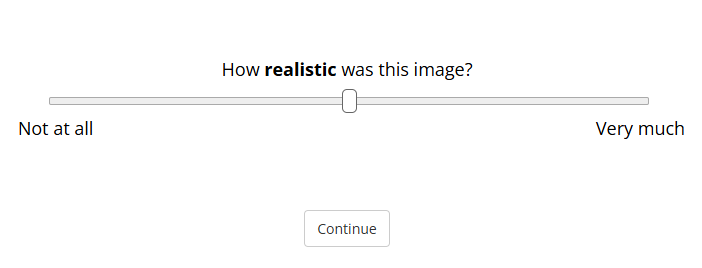 How realistic was this image?
Not at all
Very much
Continue